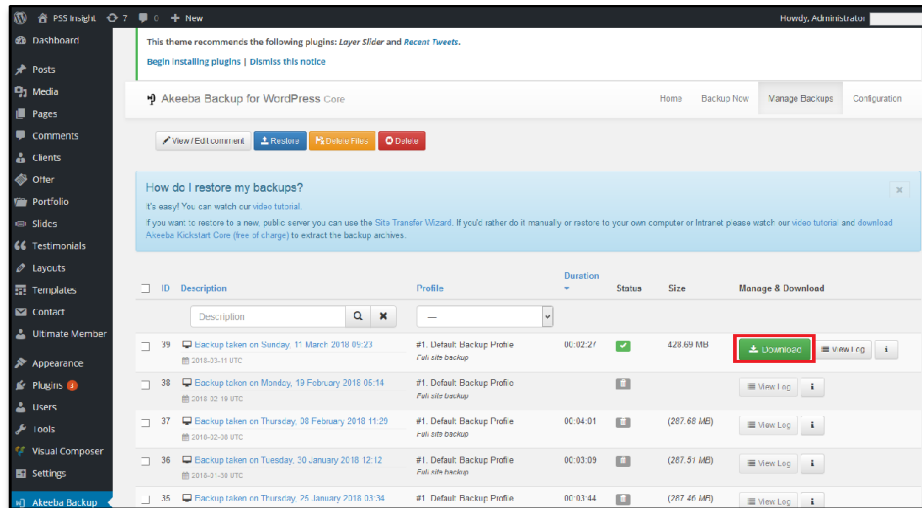 PSS Insight 7 0 + New Howdy, Administrator
Dashboard
Posts
Media
Pages
Comments
Clients
Offer
Portfolio
Slides
Testimonials
Layouts
Templates
Contact
Ultimate Member
Appearance
Plugins 3
Users
Tools
Visual Composer
Settings
Akeeba Backup
This theme recommends the following plugins: Layer Slider and Recent Tweets.
Begin installing plugins | Dismiss this notice
Akeeba Backup for WordPress Core
Home Backup Now Manage Backups Configuration
View / Edit comment Restore Delete Files Delete
How do I restore my backups?
It's easy! You can watch our video tutorial.
If you want to restore to a new, public server you can use the Site Transfer Wizard. If you'd rather do it manually or restore to your own computer or Intranet please watch our video tutorial and download
Akeeba Kickstart Core (free of charge) to extract the backup archives.
ID Description Profile Duration Status Size Manage & Download
Description —
39 Backup taken on Sunday, 11 March 2018 09:23 #1. Default Backup Profile 00:02:27 428.69 MB Download View Log i
2018-03-11 UTC Full site backup
38 Backup taken on Monday, 19 February 2018 05:14 #1. Default Backup Profile View Log i
2018-02-19 UTC Full site backup
37 Backup taken on Thursday, 08 February 2018 11:29 #1. Default Backup Profile 00:04:01 (287.68 MB) View Log i
2018-02-08 UTC Full site backup
36 Backup taken on Tuesday, 30 January 2018 12:12 #1. Default Backup Profile 00:03:09 (287.51 MB) View Log i
2018-01-30 UTC Full site backup
35 Backup taken on Thursday, 25 January 2018 03:34 #1. Default Backup Profile 00:03:44 (287.46 MB) View Log i